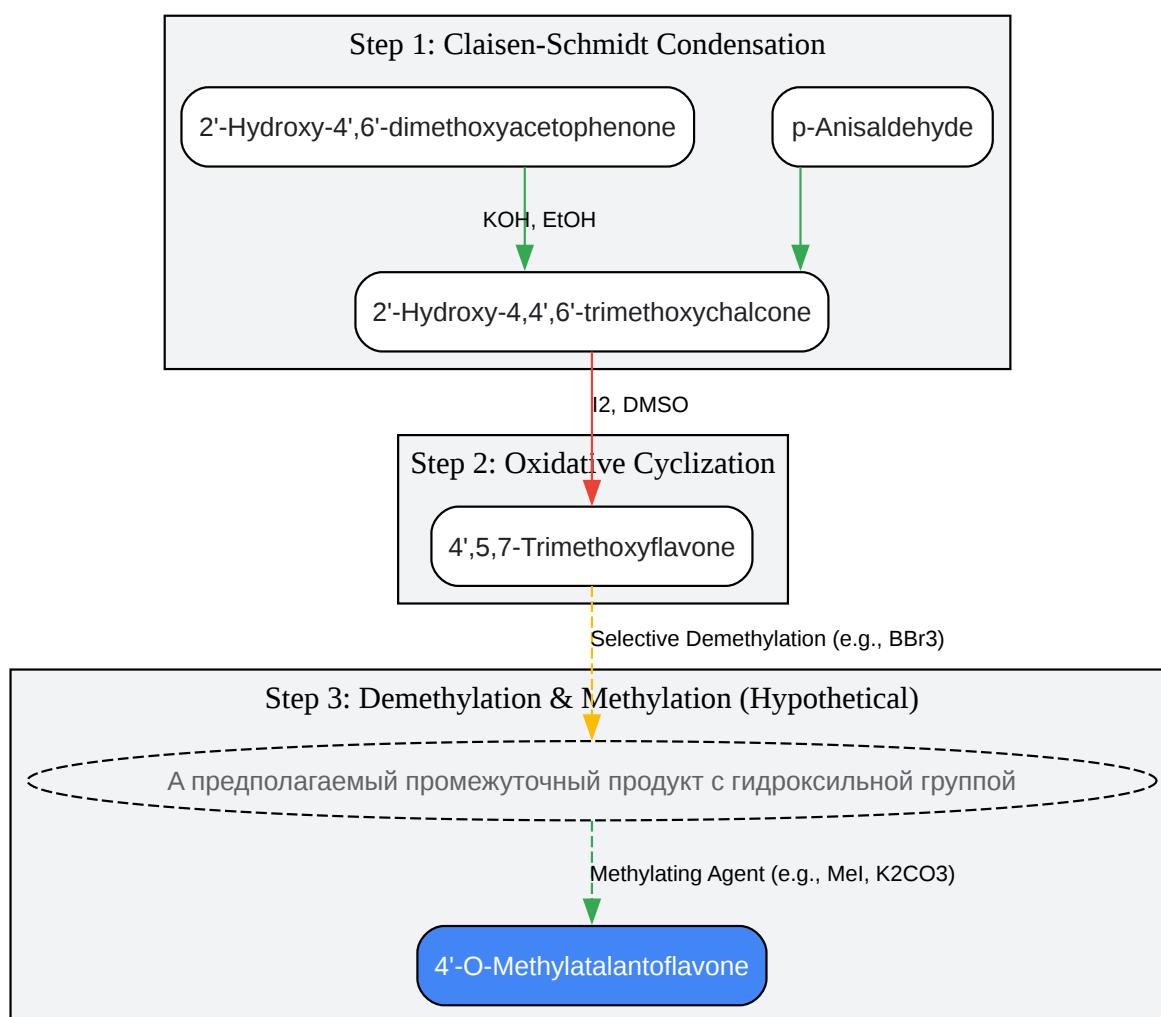 Step 1: Claisen-Schmidt Condensation
2'-Hydroxy-4',6'-dimethoxyacetophenone
p-Anisaldehyde
KOH, EtOH
2'-Hydroxy-4,4',6'-trimethoxychalcone
I2, DMSO
Step 2: Oxidative Cyclization
4',5,7-Trimethoxyflavone
Selective Demethylation (e.g., BBr3)
Step 3: Demethylation & Methylation (Hypothetical)
А предполагаемый промежуточный продукт с гидроксильной группой
Methylating Agent (e.g., MeI, K2CO3)
4'-O-Methylatalantoflavone